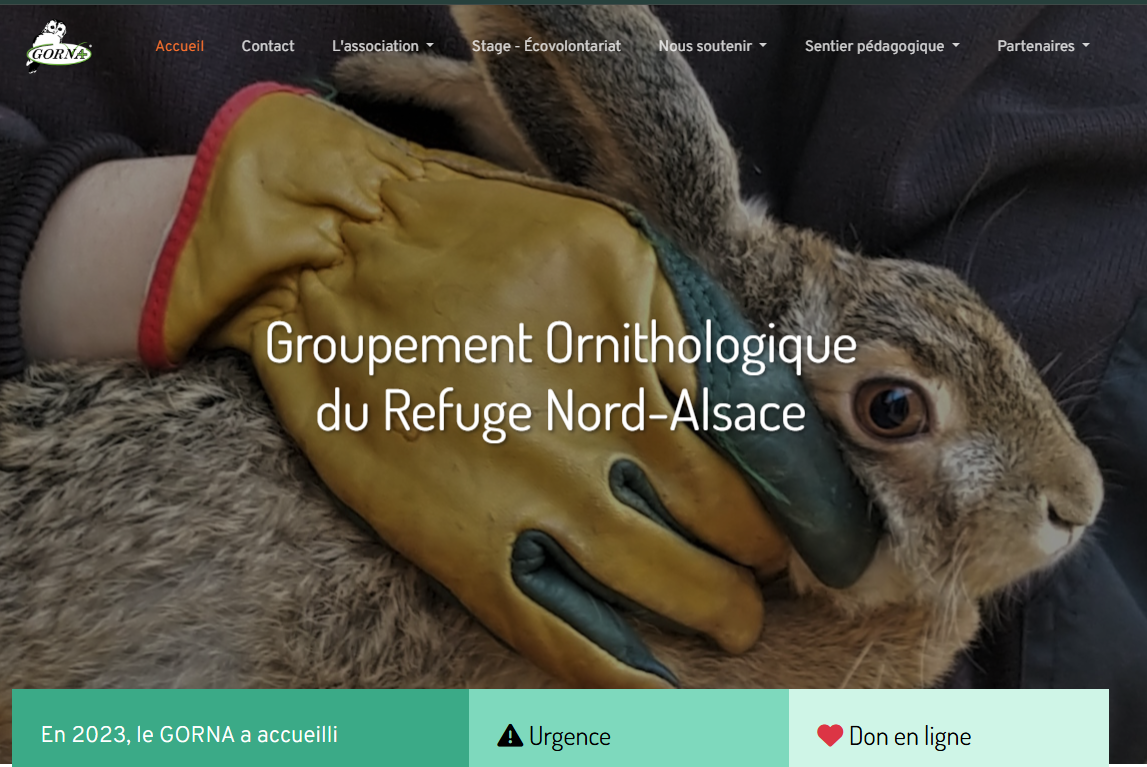 GORNA
Accueil
Contact
L'association
Stage - Écovolontariat
Nous soutenir
Sentier pédagogique
Partenaires
Groupement Ornithologique
du Refuge Nord-Alsace
En 2023, le GORNA a accueilli
Urgence
Don en ligne